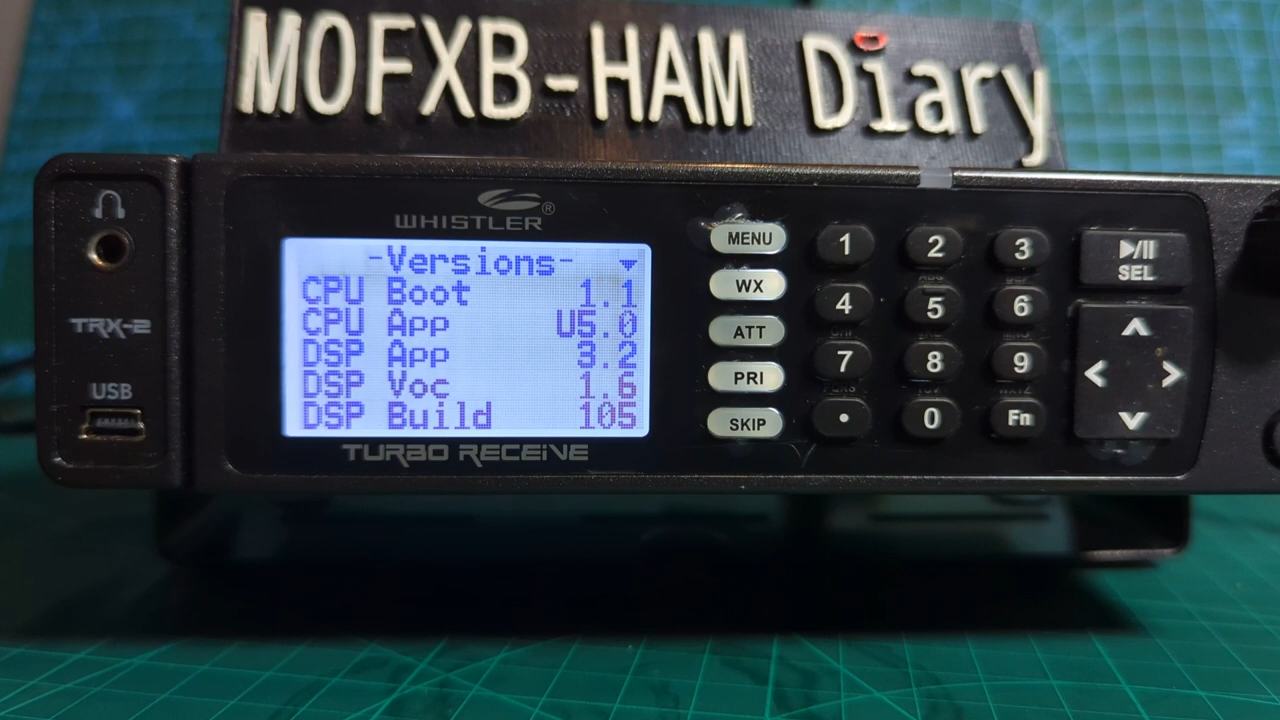 M0FXB-HAM Diary
WHISTLER®
-Versions-
CPU Boot 1.1
CPU App U5.0
DSP App 3.2
DSP Voc 1.6
DSP Build 105
TURBO RECEIVE
TRX-2
USB
MENU
WX
ATT
PRI
SKIP
1 2 3
4 5 6
7 8 9
• 0 Fn
SEL